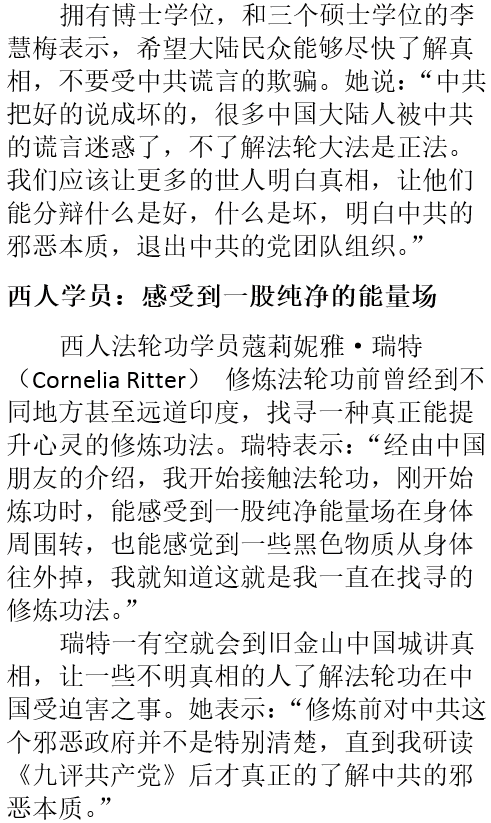 拥有博士学位，和三个硕士学位的李
慧梅表示，希望大陆民众能够尽快了解真
相，不要受中共谎言的欺骗。她说：“中共
把好的说成坏的，很多中国大陆人被中共
的谎言迷惑了，不了解法轮大法是正法。
我们应该让更多的世人明白真相，让他们
能分辩什么是好，什么是坏，明白中共的
邪恶本质，退出中共的党团队组织。”
西人学员：感受到一股纯净的能量场
西人法轮功学员蔻莉妮雅·瑞特
（Cornelia Ritter） 修炼法轮功前曾经到不
同地方甚至远道印度，找寻一种真正能提
升心灵的修炼功法。瑞特表示：“经由中国
朋友的介绍，我开始接触法轮功，刚开始
炼功时，能感受到一股纯净能量场在身体
周围转，也能感觉到一些黑色物质从身体
往外掉，我就知道这就是我一直在找寻的
修炼功法。”
瑞特一有空就会到旧金山中国城讲真
相，让一些不明真相的人了解法轮功在中
国受迫害之事。她表示：“修炼前对中共这
个邪恶政府并不是特别清楚，直到我研读
《九评共产党》后才真正的了解中共的邪
恶本质。”